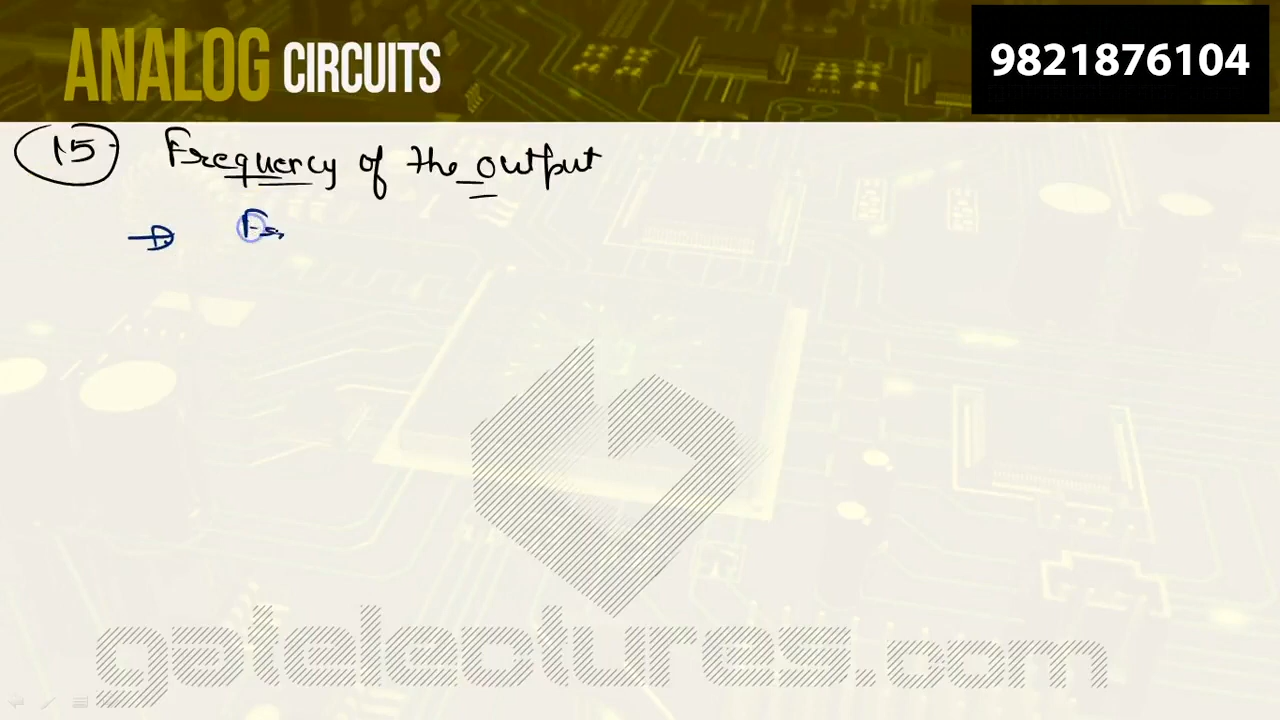 ANALOG CIRCUITS
9821876104
15
Frequency of the output
gatelectures.com